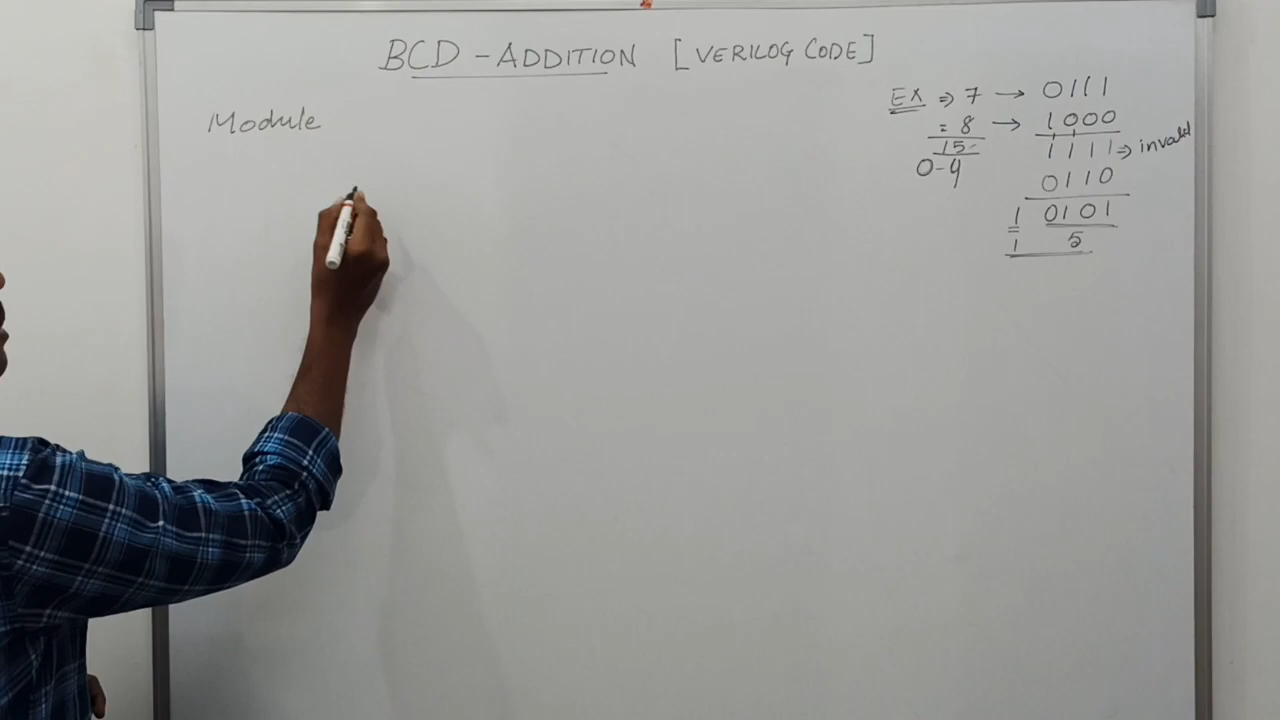 BCD - ADDITION [VERILOG CODE]
Module
EX ⇒ 7 → 0111
= 8 → 1000
15 1111 ⇒ invalid
0-9 0110
1 0101
1 5